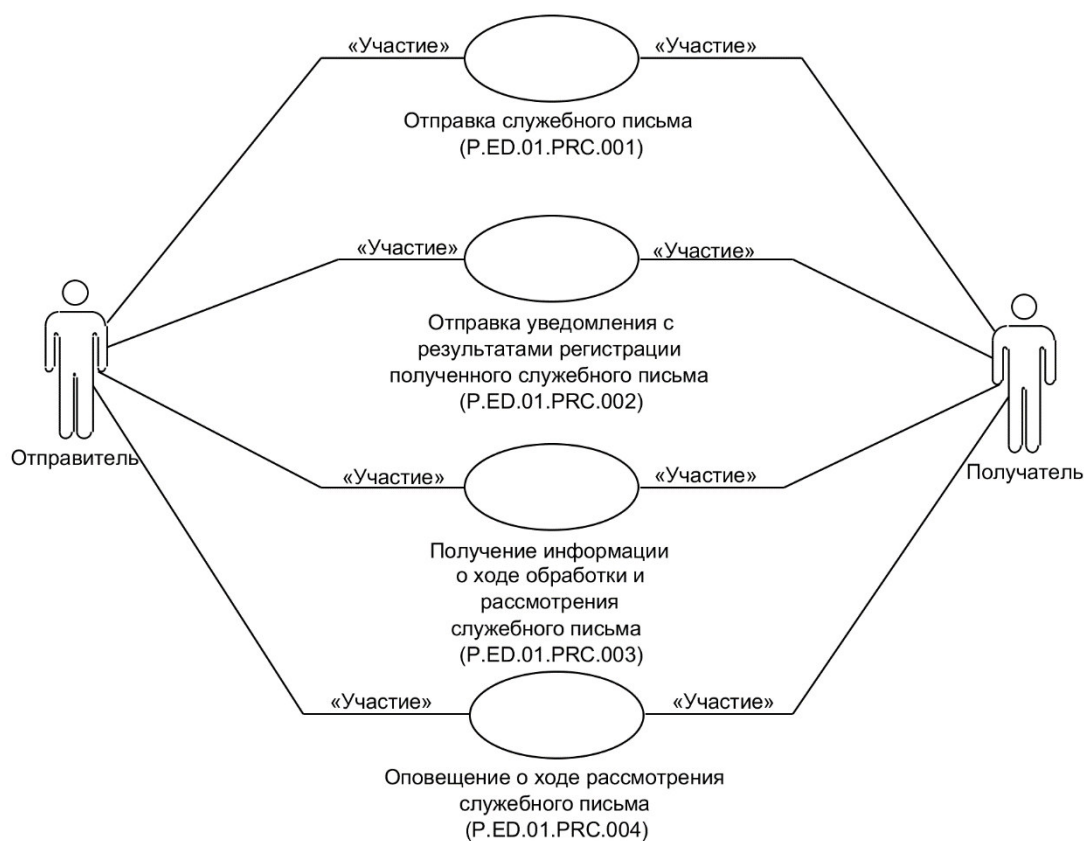 «Участие» «Участие»
Отправка служебного письма
(P.ED.01.PRC.001)
«Участие» «Участие»
Отправка уведомления с
результатами регистрации
полученного служебного письма
(P.ED.01.PRC.002)
Отправитель
Получатель
«Участие» «Участие»
Получение информации
о ходе обработки и
рассмотрения
служебного письма
(P.ED.01.PRC.003)
«Участие» «Участие»
Оповещение о ходе рассмотрения
служебного письма
(P.ED.01.PRC.004)